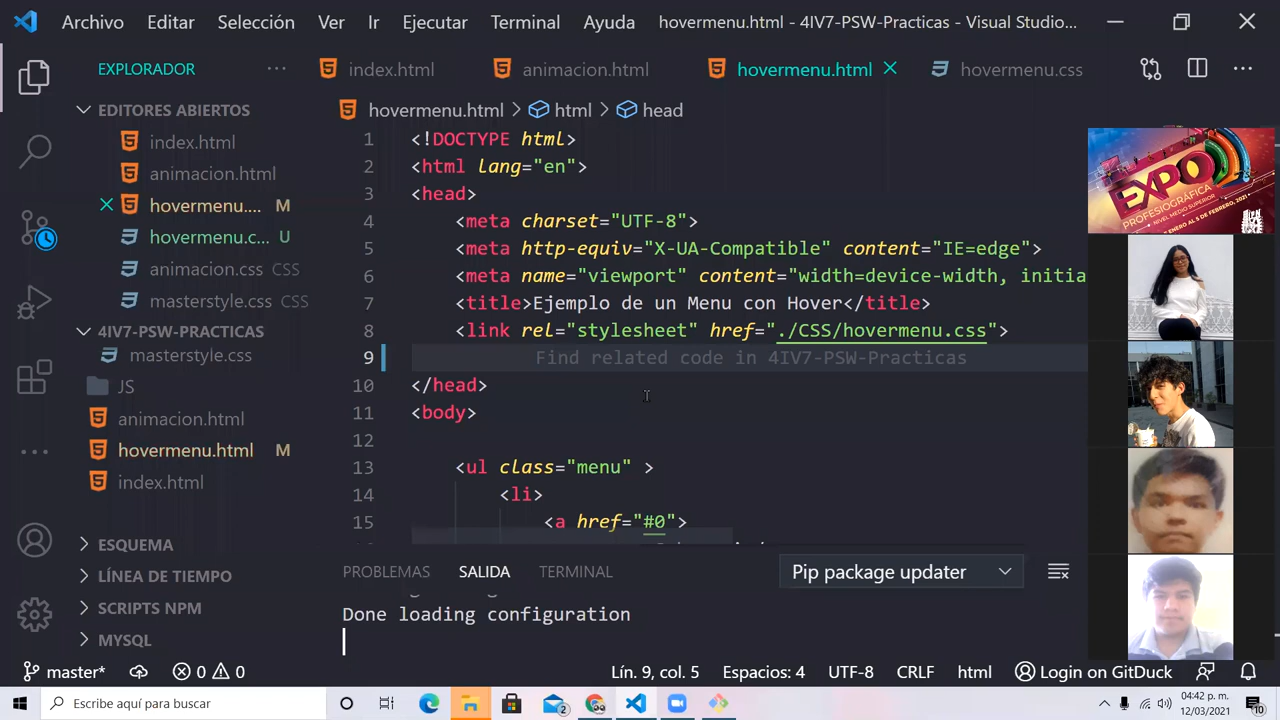 Archivo Editar Selección Ver Ir Ejecutar Terminal Ayuda hovermenu.html - 4IV7-PSW-Practicas - Visual Studio...
EXPLORADOR ···
index.html animacion.html hovermenu.html hovermenu.css ···
EDITORES ABIERTOS
index.html
animacion.html
hovermenu.... M
hovermenu.c... U
animacion.css CSS
masterstyle.css CSS
4IV7-PSW-PRACTICAS
masterstyle.css
JS
animacion.html
hovermenu.html M
index.html
ESQUEMA
LÍNEA DE TIEMPO
SCRIPTS NPM
MYSQL
hovermenu.html > html > head
1 <!DOCTYPE html>
2 <html lang="en">
3 <head>
4 <meta charset="UTF-8">
5 <meta http-equiv="X-UA-Compatible" content="IE=edge">
6 <meta name="viewport" content="width=device-width, initia
7 <title>Ejemplo de un Menu con Hover</title>
8 <link rel="stylesheet" href="./CSS/hovermenu.css">
9 Find related code in 4IV7-PSW-Practicas
10 </head>
11 <body>
12
13 <ul class="menu" >
14 <li>
15 <a href="#0">
PROBLEMAS SALIDA TERMINAL Pip package updater
Done loading configuration
EXPO
PROFESIOGRÁFICA
NIVEL MEDIO SUPERIOR
master* 0 0 Lín. 9, col. 5 Espacios: 4 UTF-8 CRLF html Login on GitDuck
Escribe aquí para buscar
2
04:42 p. m.
12/03/2021
10